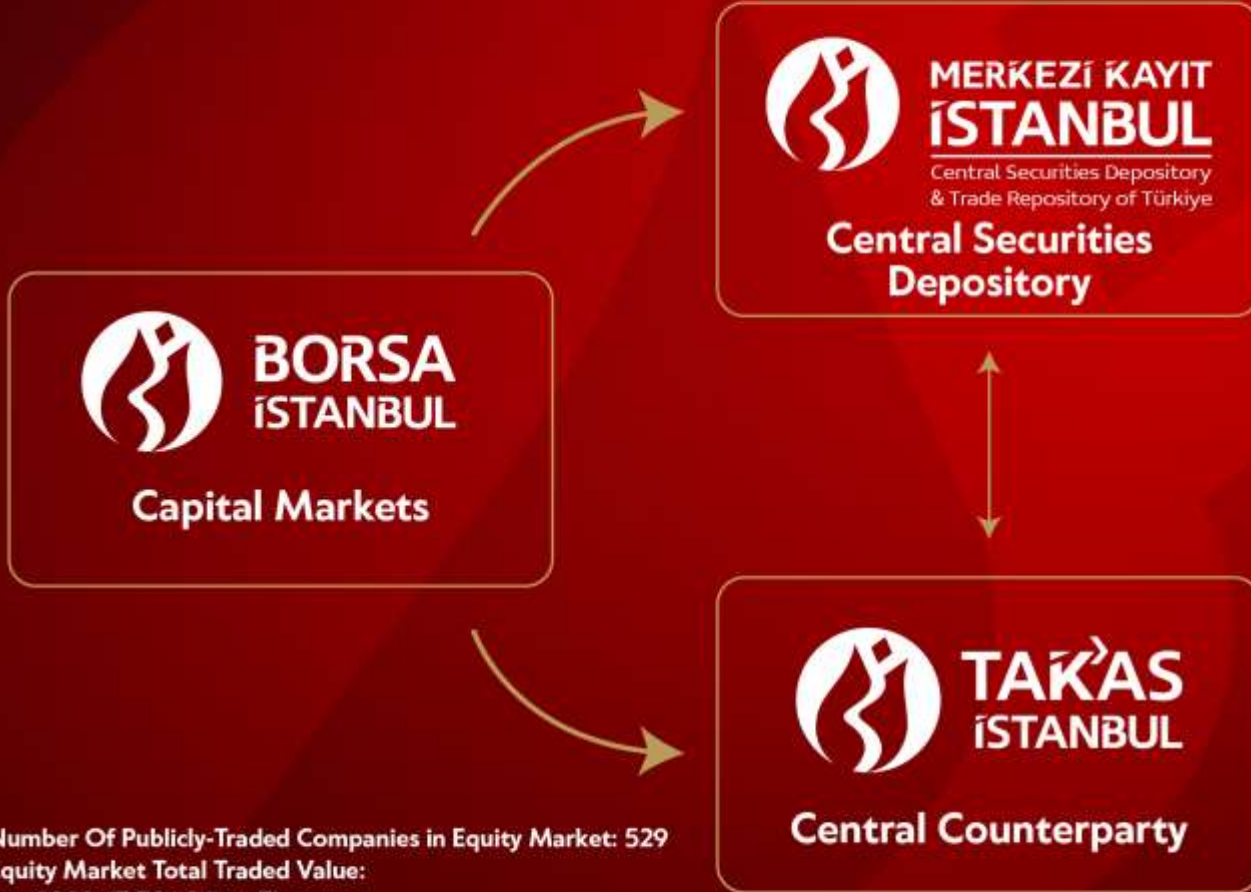 BORSA
İSTANBUL
Capital Markets
MERKEZİ KAYIT
İSTANBUL
Central Securities Depository
& Trade Repository of Türkiye
Central Securities
Depository
TAKAS
İSTANBUL
Central Counterparty
Number Of Publicly-Traded Companies in Equity Market: 529
Equity Market Total Traded Value: